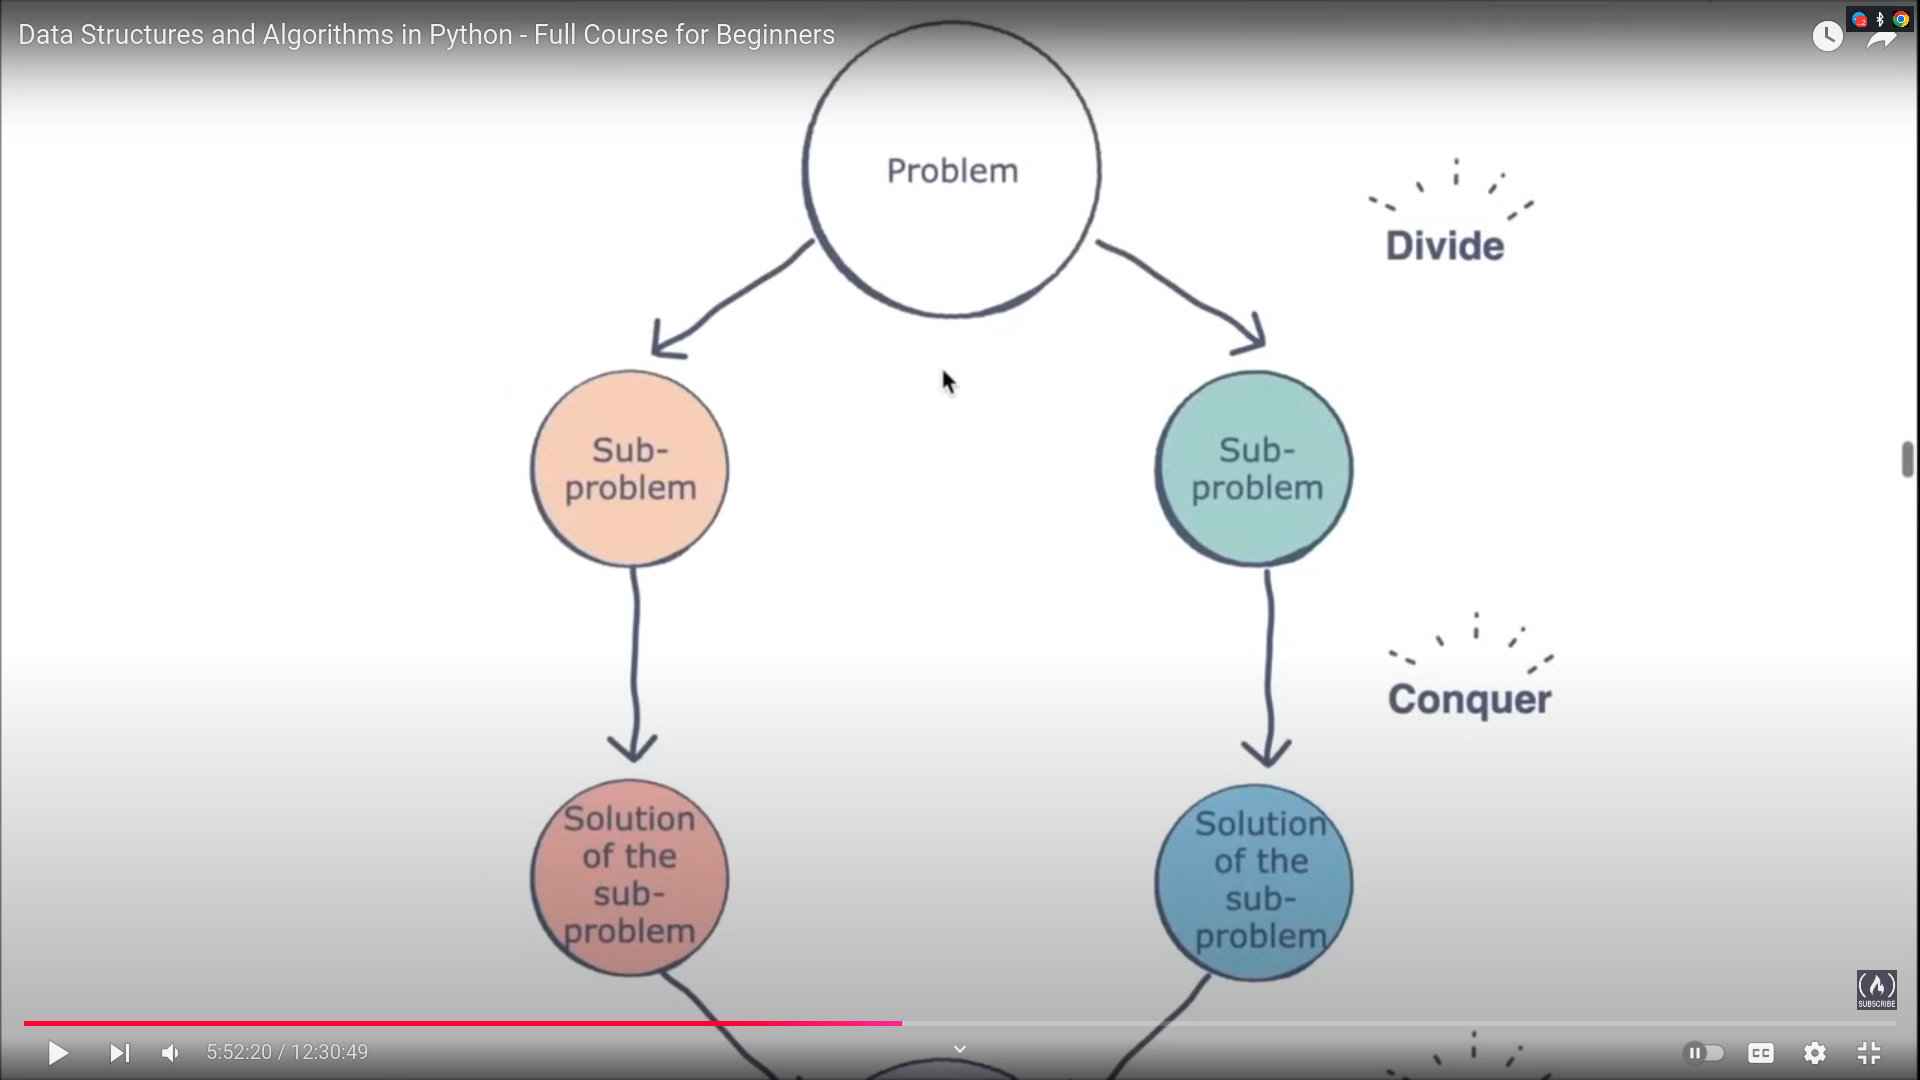 Data Structures and Algorithms in Python - Full Course for Beginners
Problem
Divide
Sub-
problem
Sub-
problem
Conquer
Solution
of the
sub-
problem
Solution
of the
sub-
problem
SUBSCRIBE
5:52:20 / 12:30:49
CC